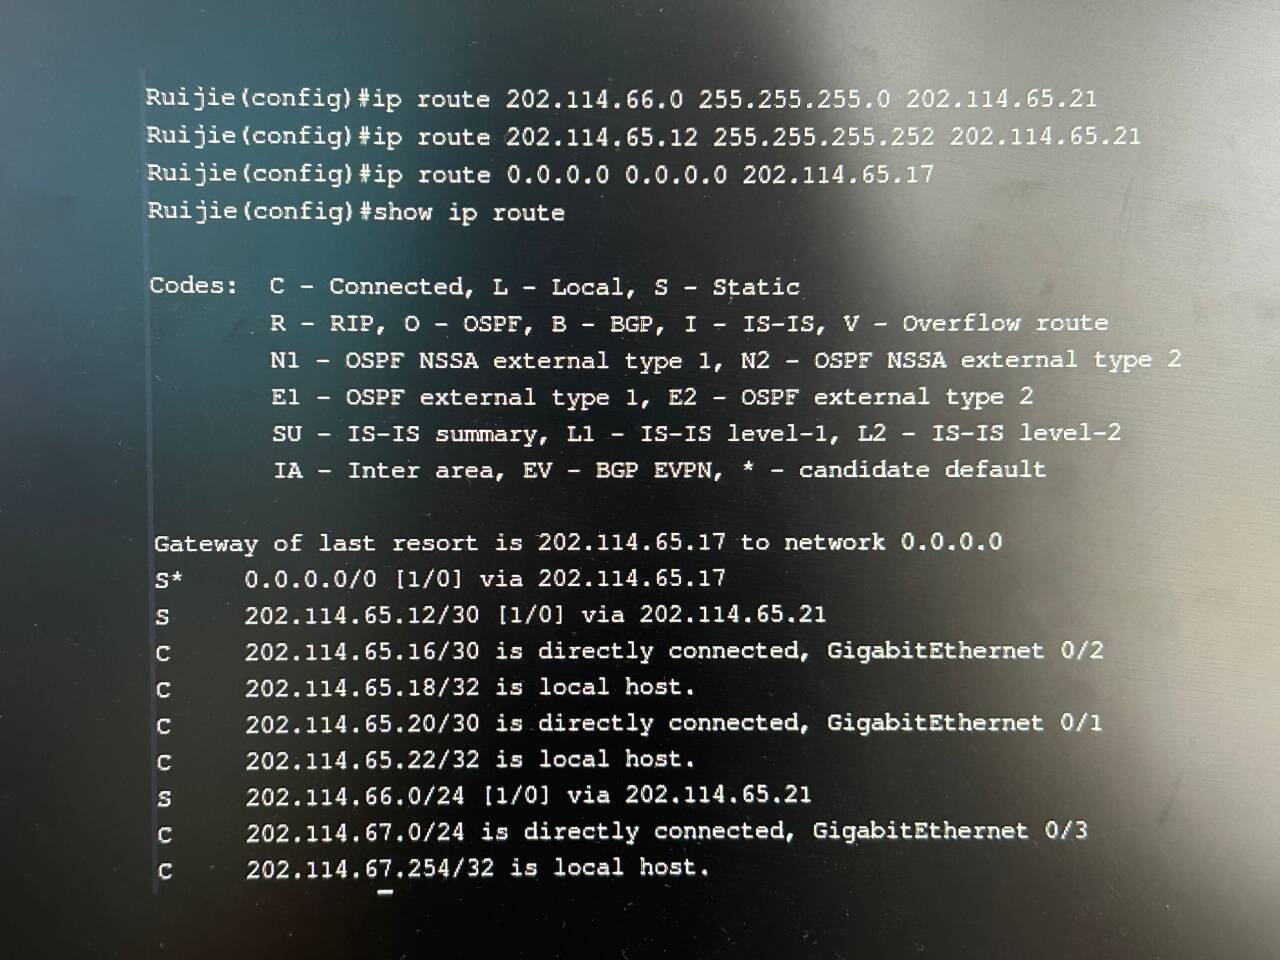 Ruijie(config)#ip route 202.114.66.0 255.255.255.0 202.114.65.21
Ruijie(config)#ip route 202.114.65.12 255.255.255.252 202.114.65.21
Ruijie(config)#ip route 0.0.0.0 0.0.0.0 202.114.65.17
Ruijie(config)#show ip route
Codes:  C - Connected, L - Local, S - Static
R - RIP, O - OSPF, B - BGP, I - IS-IS, V - Overflow route
N1 - OSPF NSSA external type 1, N2 - OSPF NSSA external type 2
E1 - OSPF external type 1, E2 - OSPF external type 2
SU - IS-IS summary, L1 - IS-IS level-1, L2 - IS-IS level-2
IA - Inter area, EV - BGP EVPN, * - candidate default
Gateway of last resort is 202.114.65.17 to network 0.0.0.0
S*    0.0.0.0/0 [1/0] via 202.114.65.17
S     202.114.65.12/30 [1/0] via 202.114.65.21
C     202.114.65.16/30 is directly connected, GigabitEthernet 0/2
C     202.114.65.18/32 is local host.
C     202.114.65.20/30 is directly connected, GigabitEthernet 0/1
C     202.114.65.22/32 is local host.
S     202.114.66.0/24 [1/0] via 202.114.65.21
C     202.114.67.0/24 is directly connected, GigabitEthernet 0/3
C     202.114.67.254/32 is local host.